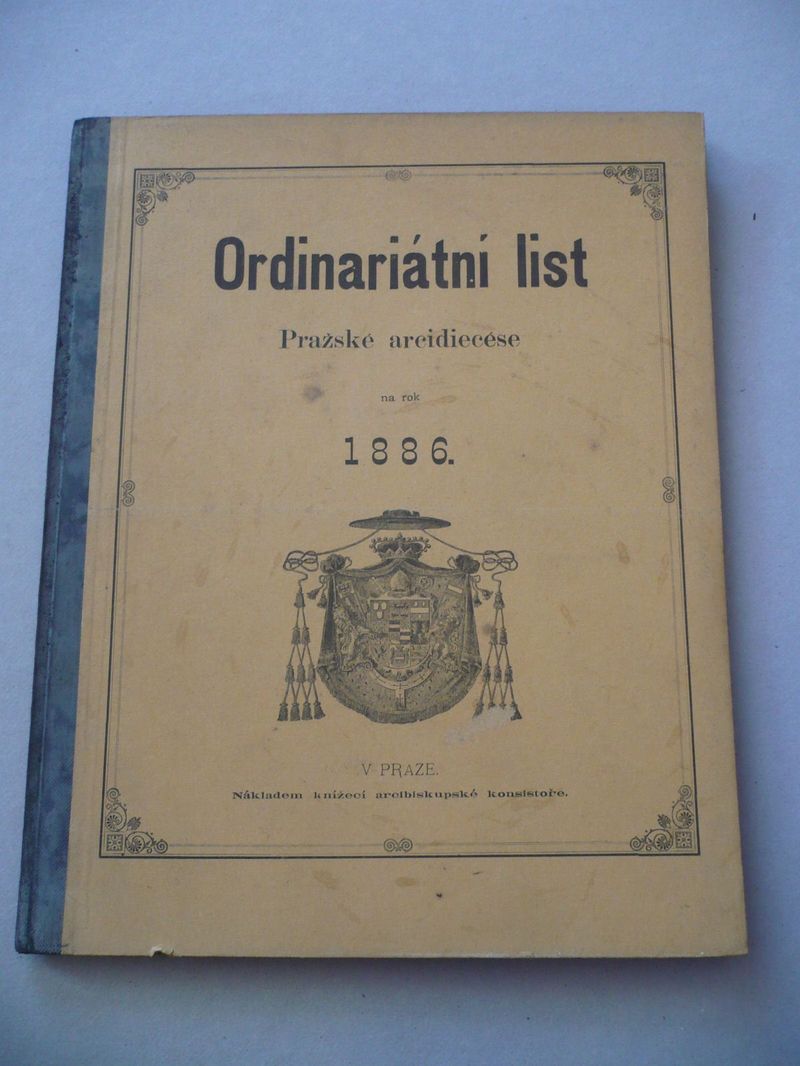 Ordinariátní list
Pražské arcidiecése
na rok
1886.
V PRAZE.
Nákladem knížecí arcibiskupské konsistoře.